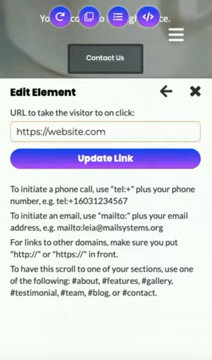 Contact Us
Edit Element
URL to take the visitor to on click:
https://website.com
Update Link
To initiate a phone call, use "tel:+" plus your phone
number, e.g. tel:+16031234567
To initiate an email, use "mailto:" plus your email
address, e.g. mailto:leia@mailsystems.org
For links to other domains, make sure you put
"http://" or "https://" in front.
To have this scroll to one of your sections, use one
of the following: #about, #features, #gallery,
#testimonial, #team, #blog, or #contact.